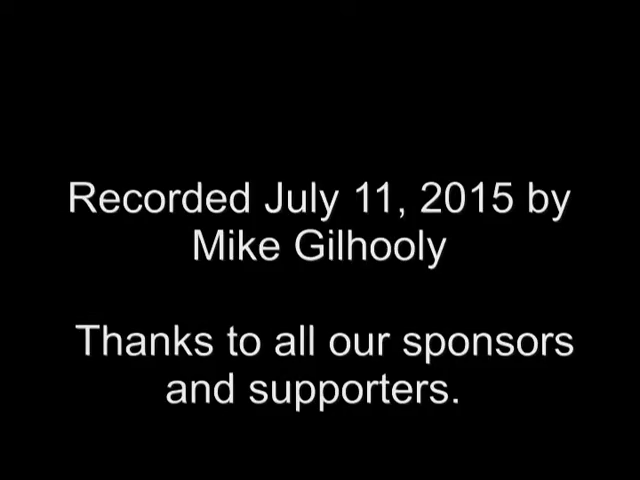 Recorded July 11, 2015 by
Mike Gilhooly
Thanks to all our sponsors
and supporters.